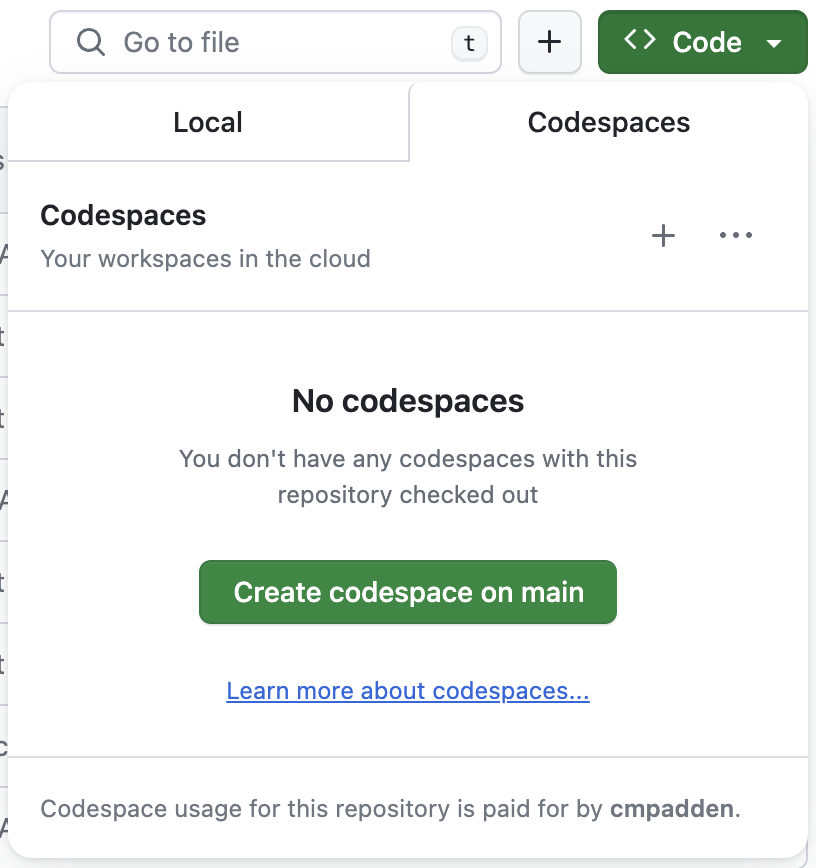 Go to file
t
Code
Local
Codespaces
Codespaces
Your workspaces in the cloud
No codespaces
You don't have any codespaces with this
repository checked out
Create codespace on main
Learn more about codespaces...
Codespace usage for this repository is paid for by cmpadden.